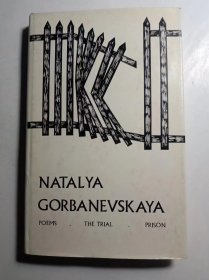 NATALYA
GORBANEVSKAYA
POEMS . THE TRIAL . PRISON